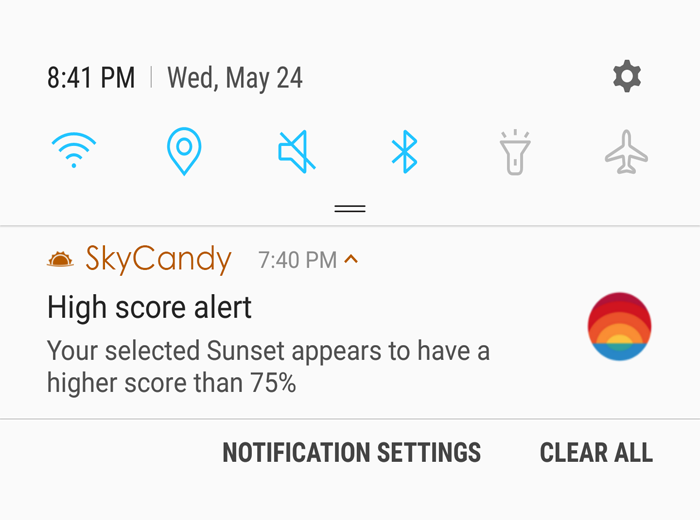 8:41 PM | Wed, May 24
SkyCandy 7:40 PM
High score alert
Your selected Sunset appears to have a
higher score than 75%
NOTIFICATION SETTINGS CLEAR ALL